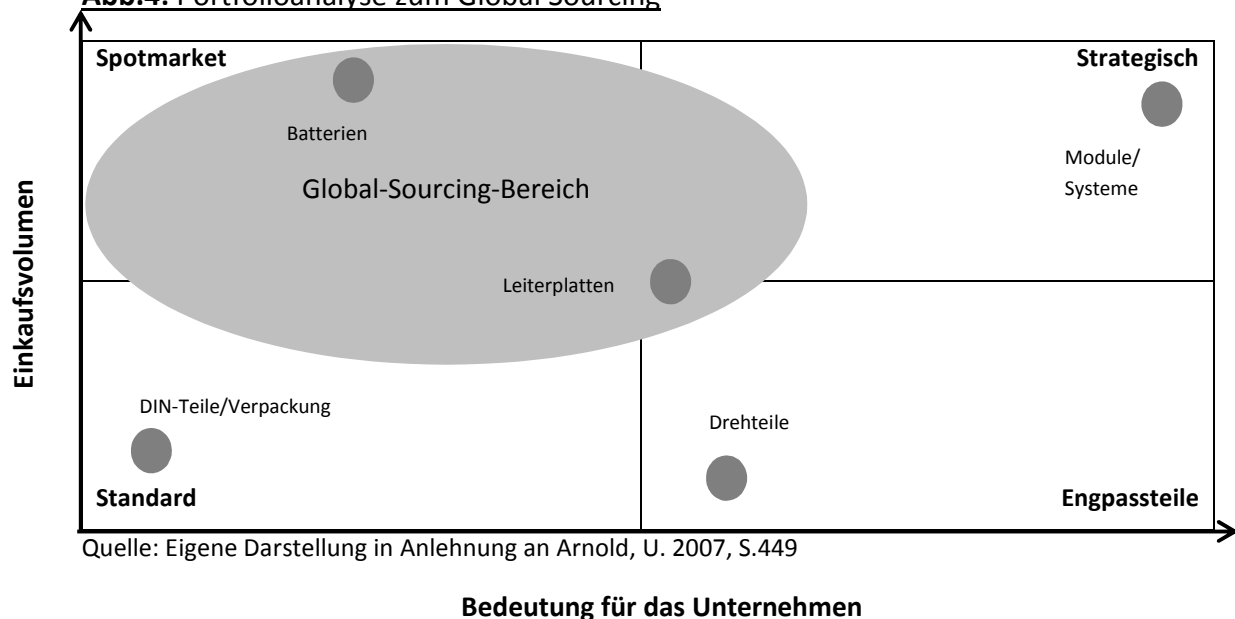 Abb.4: Portfolioanalyse zum Global Sourcing
Spotmarket
Strategisch
Batterien
Module/
Systeme
Global-Sourcing-Bereich
Einkaufsvolumen
Leiterplatten
DIN-Teile/Verpackung
Drehteile
Standard
Engpassteile
Quelle: Eigene Darstellung in Anlehnung an Arnold, U. 2007, S.449
Bedeutung für das Unternehmen